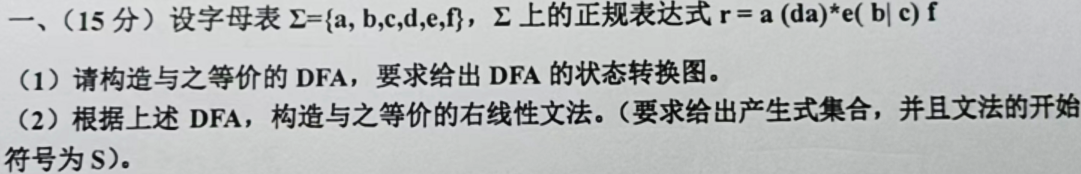 一、（15 分）设字母表 Σ={a, b,c,d,e,f}，Σ 上的正规表达式 r = a (da)*e( b| c) f
（1）请构造与之等价的 DFA，要求给出 DFA 的状态转换图。
（2）根据上述 DFA，构造与之等价的右线性文法。（要求给出产生式集合，并且文法的开始
符号为 S）。